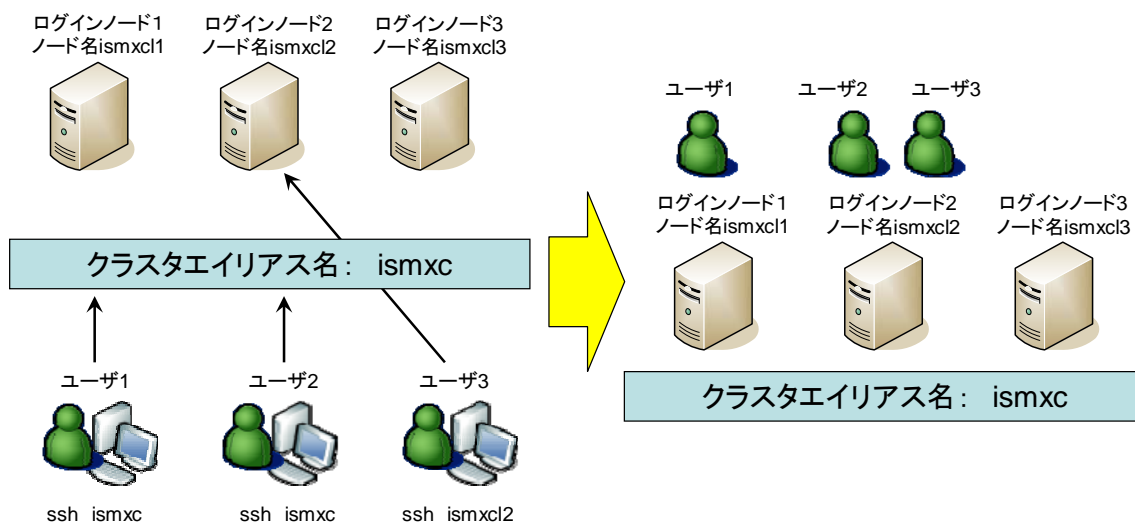 ログインノード1 ログインノード2 ログインノード3
ノード名ismxcl1 ノード名ismxcl2 ノード名ismxcl3
クラスタエイリアス名： ismxc
ユーザ1 ユーザ2 ユーザ3
ssh ismxc ssh ismxc ssh ismxcl2
ユーザ1 ユーザ2 ユーザ3
ログインノード1 ログインノード2 ログインノード3
ノード名ismxcl1 ノード名ismxcl2 ノード名ismxcl3
クラスタエイリアス名： ismxc